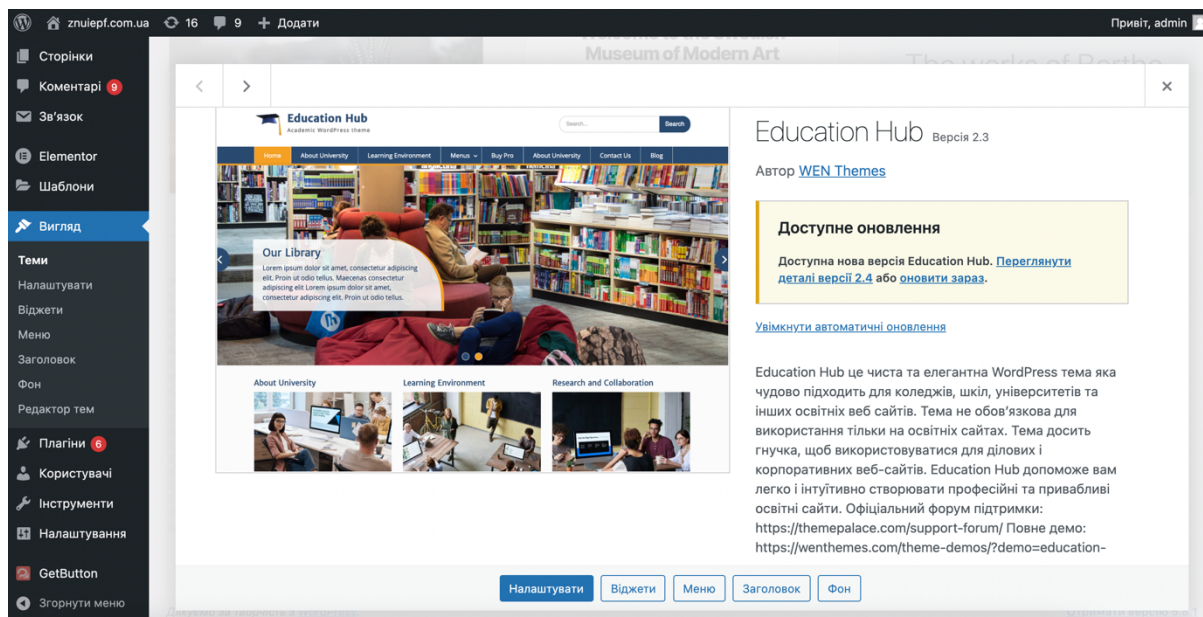 znuiepf.com.ua 16 9 + Додати Привіт, admin
Сторінки
Коментарі 9
Зв'язок
Elementor
Шаблони
Вигляд
Теми
Налаштувати
Віджети
Меню
Заголовок
Фон
Редактор тем
Плагіни 6
Користувачі
Інструменти
Налаштування
GetButton
Згорнути меню
Museum of Modern Art
Education Hub
Academic WordPress theme
Search...
Search
Home About University Learning Environment Menus Buy Pro About University Contact Us Blog
Our Library
Lorem ipsum dolor sit amet, consectetur adipiscing
elit. Proin ut odio tellus. Maecenas consectetur
adipiscing elit Lorem ipsum dolor sit amet,
consectetur adipiscing elit. Proin ut odio tellus.
About University Learning Environment Research and Collaboration
Education Hub Версія 2.3
Автор WEN Themes
Доступне оновлення
Доступна нова версія Education Hub. Переглянути
деталі версії 2.4 або оновити зараз.
Увімкнути автоматичні оновлення
Education Hub це чиста та елегантна WordPress тема яка
чудово підходить для коледжів, шкіл, університетів та
інших освітніх веб сайтів. Тема не обов'язкова для
використання тільки на освітніх сайтах. Тема досить
гнучка, щоб використовуватися для ділових і
корпоративних веб-сайтів. Education Hub допоможе вам
легко і інтуїтивно створювати професійні та привабливі
освітні сайти. Офіційний форум підтримки:
https://themepalace.com/support-forum/ Повне демо:
https://wenthemes.com/theme-demos/?demo=education-
Налаштувати Віджети Меню Заголовок Фон